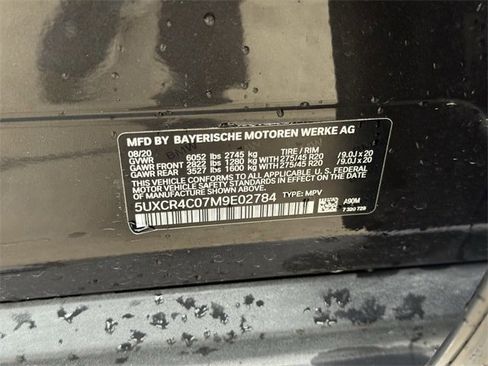 MFD BY BAYERISCHE MOTOREN WERKE AG
08/20 TIRE / RIM
GVWR 6052 lbs 2745 kg
GAWR FRONT 2822 lbs 1280 kg WITH 275/45 R20 / 9.0J x 20
GAWR REAR 3527 lbs 1600 kg WITH 275/45 R20 / 9.0J x 20
THIS VEHICLE CONFORMS TO ALL APPLICABLE U. S. FEDERAL
MOTOR VEHICLE SAFETY STANDARDS IN EFFECT ON THE DATE
OF MANUFACTURE SHOWN ABOVE.
5UXCR4C07M9E02784 TYPE: MPV
A90M
7 320 728